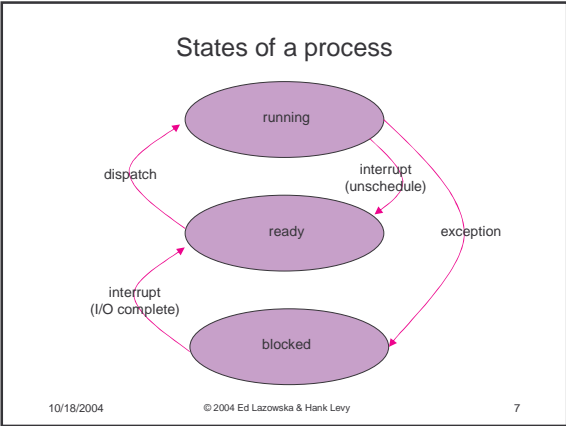 States of a process
running
dispatch
interrupt
(unschedule)
ready
exception
interrupt
(I/O complete)
blocked
10/18/2004
© 2004 Ed Lazowska & Hank Levy
7